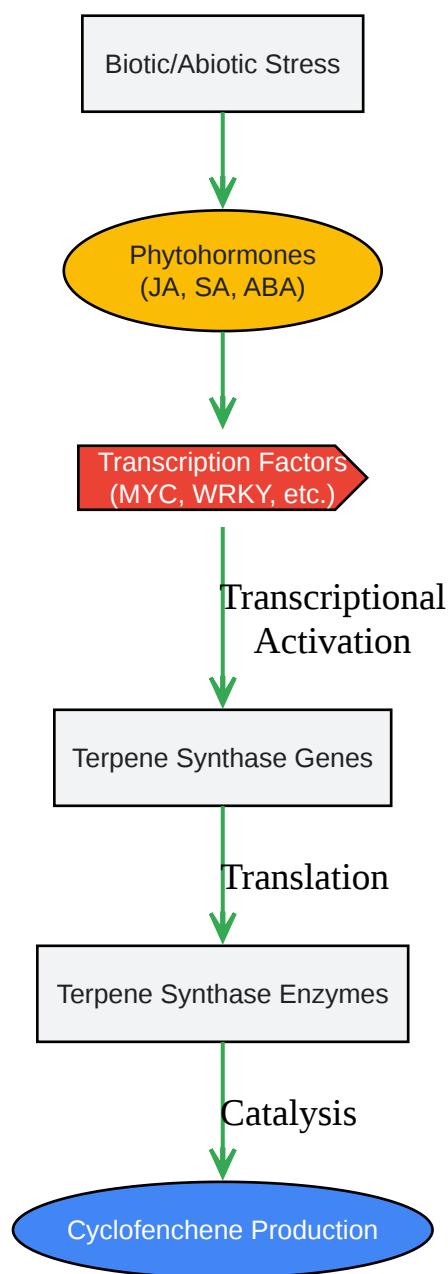 Biotic/Abiotic Stress
Phytohormones
(JA, SA, ABA)
Transcription Factors
(MYC, WRKY, etc.)
Transcriptional
Activation
Terpene Synthase Genes
Translation
Terpene Synthase Enzymes
Catalysis
Cyclofenchene Production